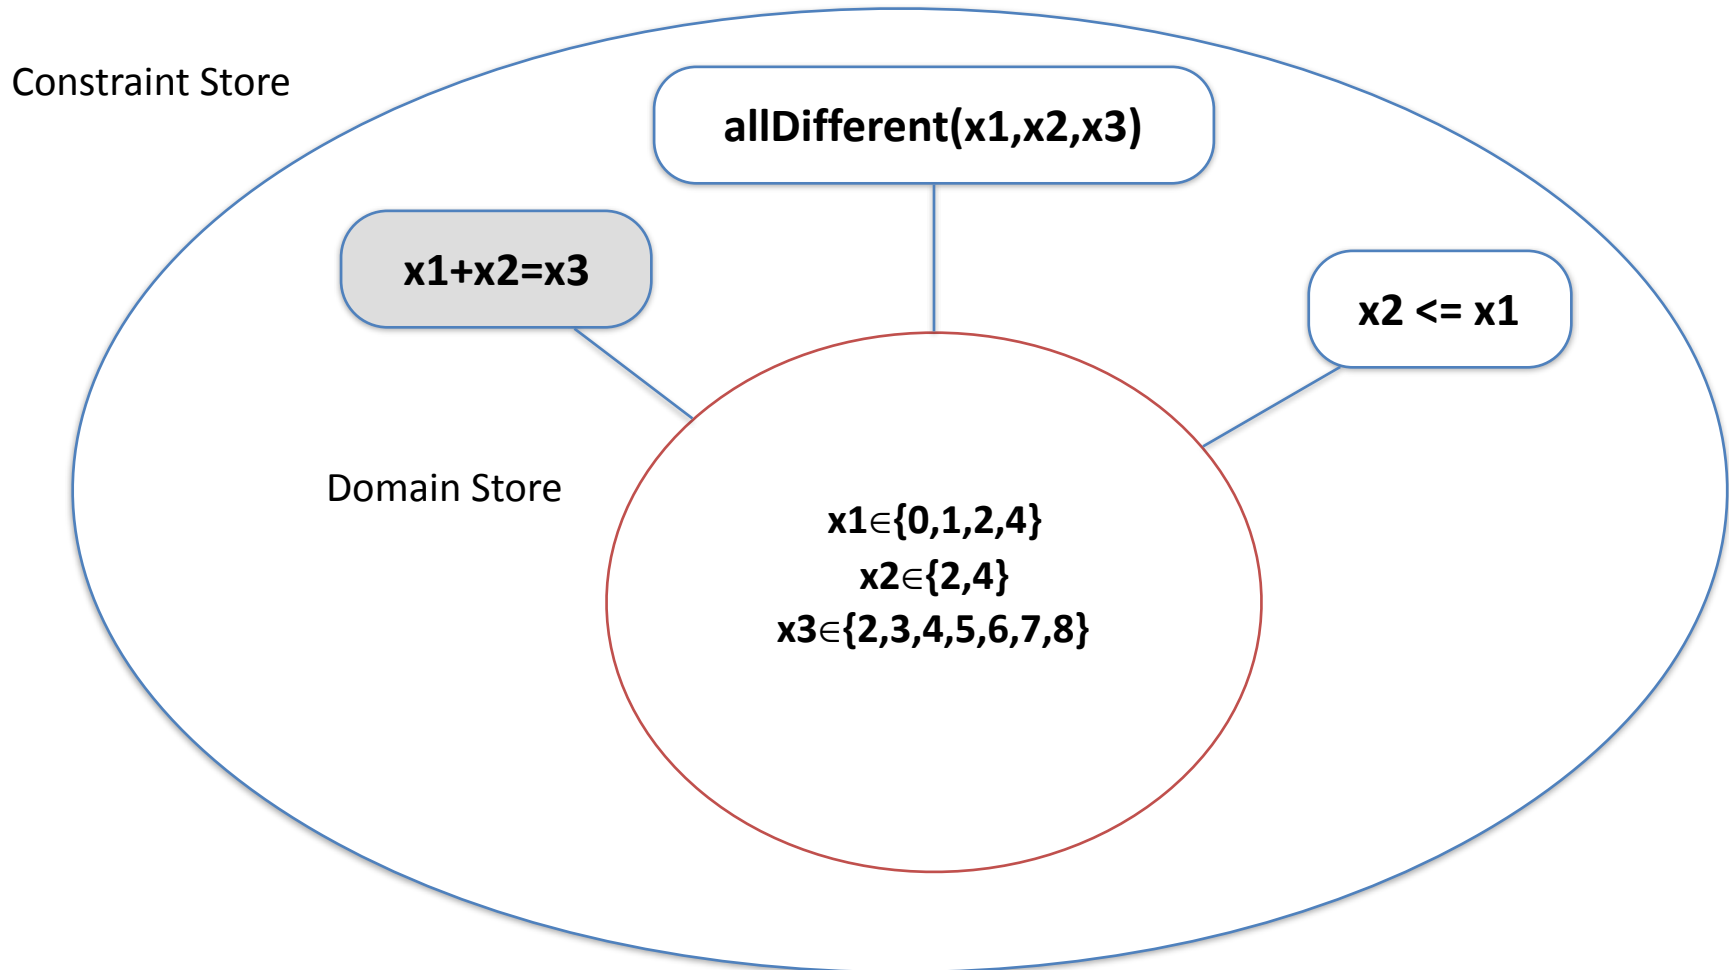 Constraint Store
allDifferent(x1,x2,x3)
x1+x2=x3
x2 <= x1
Domain Store
x1∈{0,1,2,4}
x2∈{2,4}
x3∈{2,3,4,5,6,7,8}